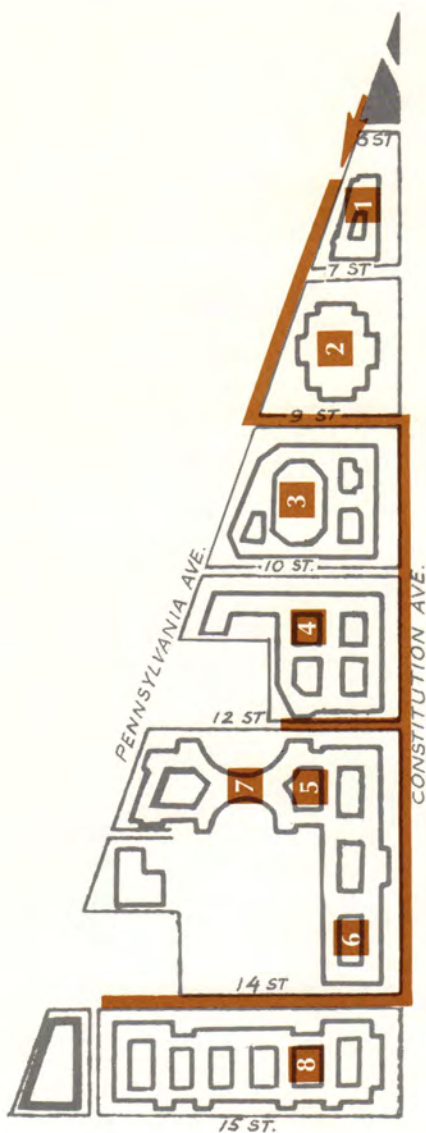 6 ST
1
7 ST
2
9 ST
3
10 ST.
PENNSYLVANIA AVE.
4
CONSTITUTION AVE.
12 ST
7
5
6
14 ST
8
15 ST.